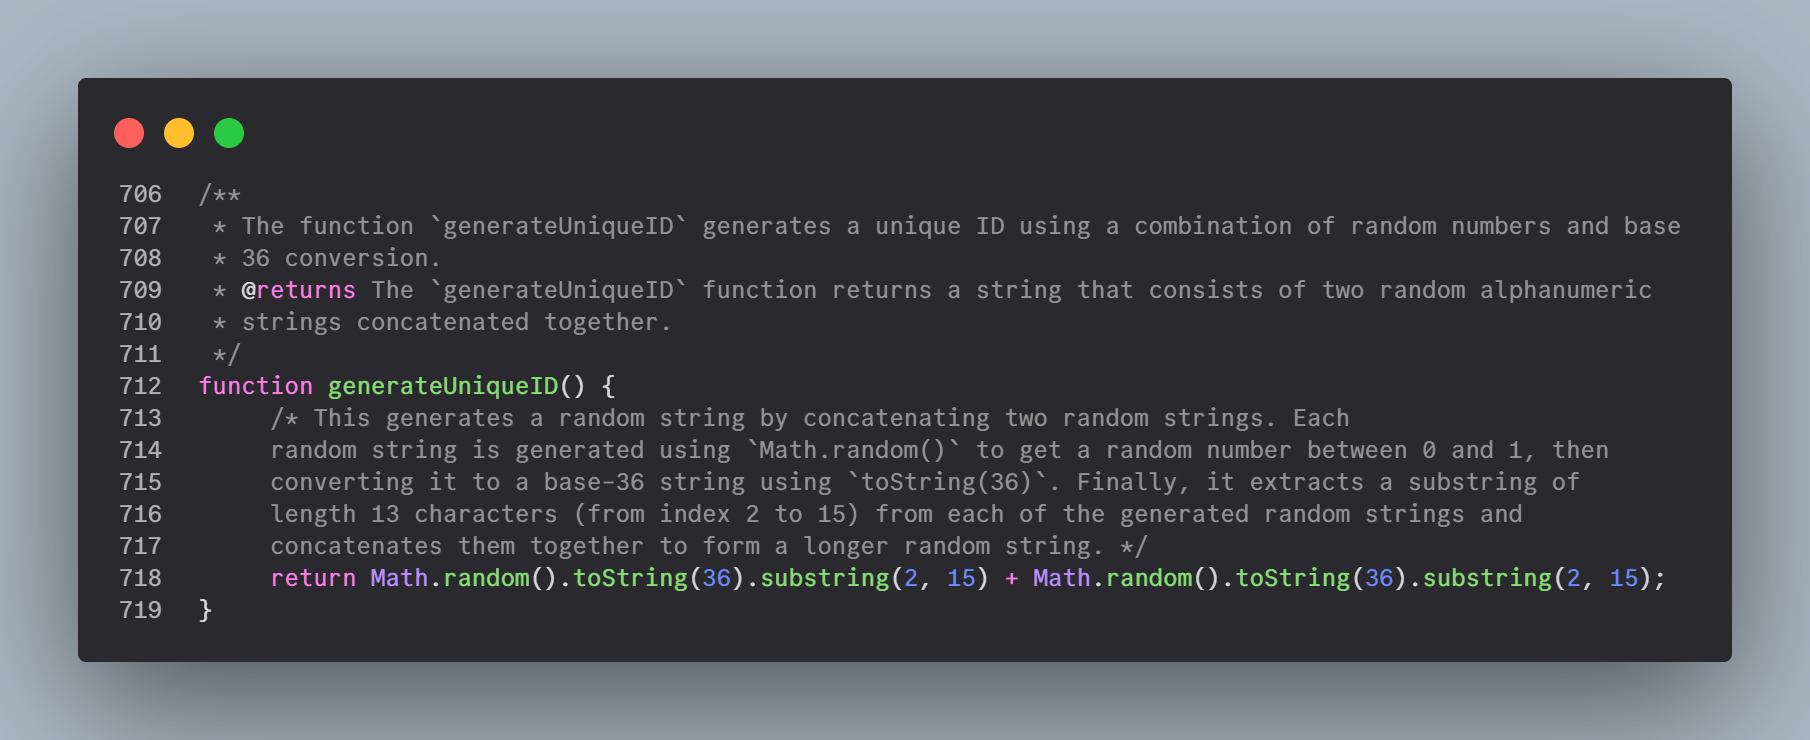 706 /**
707  * The function `generateUniqueID` generates a unique ID using a combination of random numbers and base
708  * 36 conversion.
709  * @returns The `generateUniqueID` function returns a string that consists of two random alphanumeric
710  * strings concatenated together.
711  */
712 function generateUniqueID() {
713      /* This generates a random string by concatenating two random strings. Each
714      random string is generated using `Math.random()` to get a random number between 0 and 1, then
715      converting it to a base-36 string using `toString(36)`. Finally, it extracts a substring of
716      length 13 characters (from index 2 to 15) from each of the generated random strings and
717      concatenates them together to form a longer random string. */
718      return Math.random().toString(36).substring(2, 15) + Math.random().toString(36).substring(2, 15);
719 }